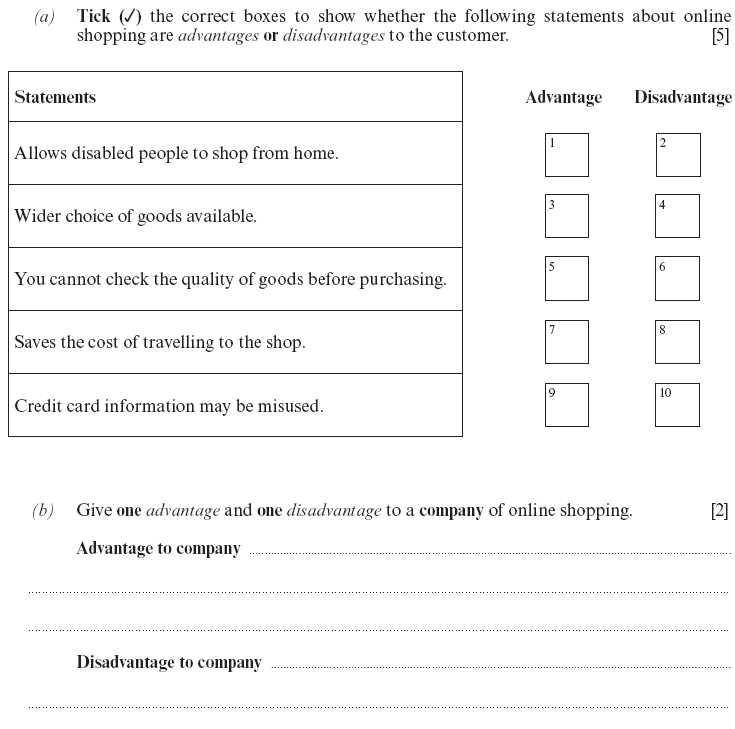 (a) Tick (✓) the correct boxes to show whether the following statements about online
shopping are advantages or disadvantages to the customer. [5]
Statements Advantage Disadvantage
Allows disabled people to shop from home. 1 2
Wider choice of goods available. 3 4
You cannot check the quality of goods before purchasing. 5 6
Saves the cost of travelling to the shop. 7 8
Credit card information may be misused. 9 10
(b) Give one advantage and one disadvantage to a company of online shopping. [2]
Advantage to company
Disadvantage to company